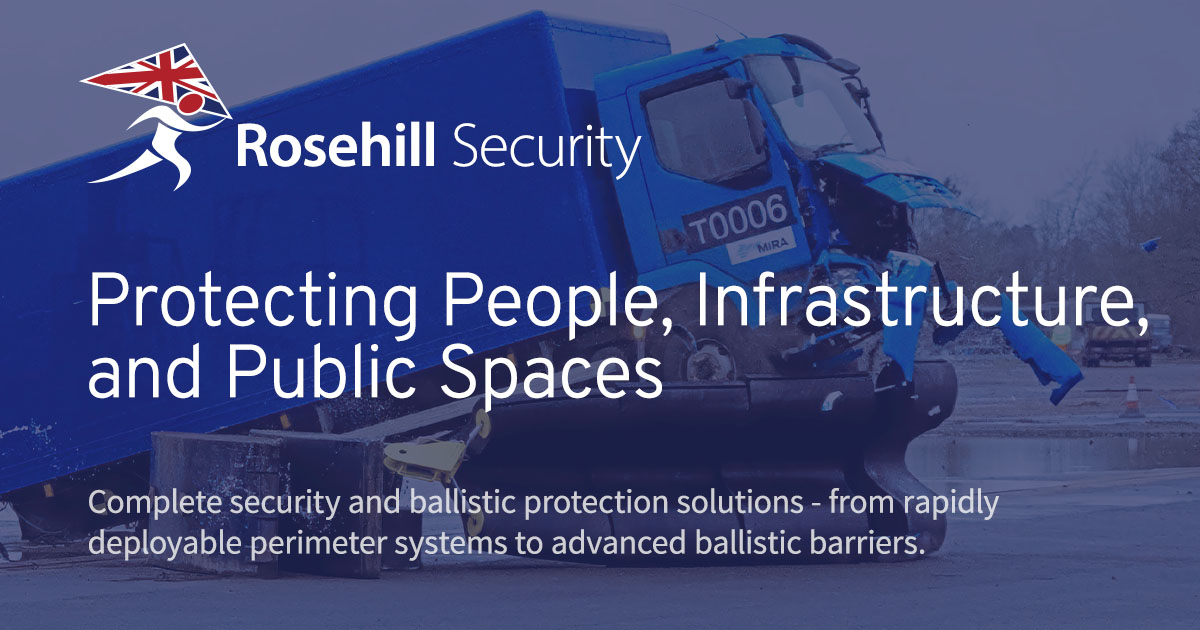 Rosehill Security
T0006
MIRA
Protecting People, Infrastructure,
and Public Spaces
Complete security and ballistic protection solutions - from rapidly
deployable perimeter systems to advanced ballistic barriers.